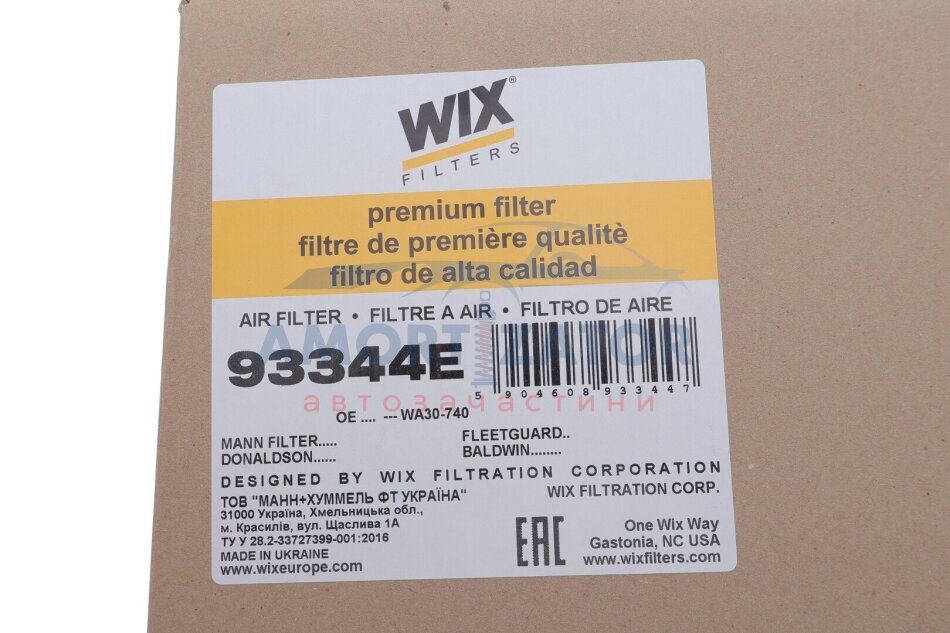 WIX®
FILTERS
premium filter
filtre de première qualitè
filtro de alta calidad
AIR FILTER • FILTRE A AIR • FILTRO DE AIRE
AMORTIZATOR
93344E
5 904608 933447
автозачастини
OE .... --- WA30-740
MANN FILTER..... FLEETGUARD..
DONALDSON...... BALDWIN........
DESIGNED BY WIX FILTRATION CORPORATION
ТОВ "МАНН+ХУММЕЛЬ ФТ УКРАЇНА" WIX FILTRATION CORP.
31000 Україна, Хмельницька обл.,
м. Красилів, вул. Щаслива 1А
ТУ У 28.2-33727399-001:2016
MADE IN UKRAINE
www.wixeurope.com
EAC
One Wix Way
Gastonia, NC USA
www.wixfilters.com